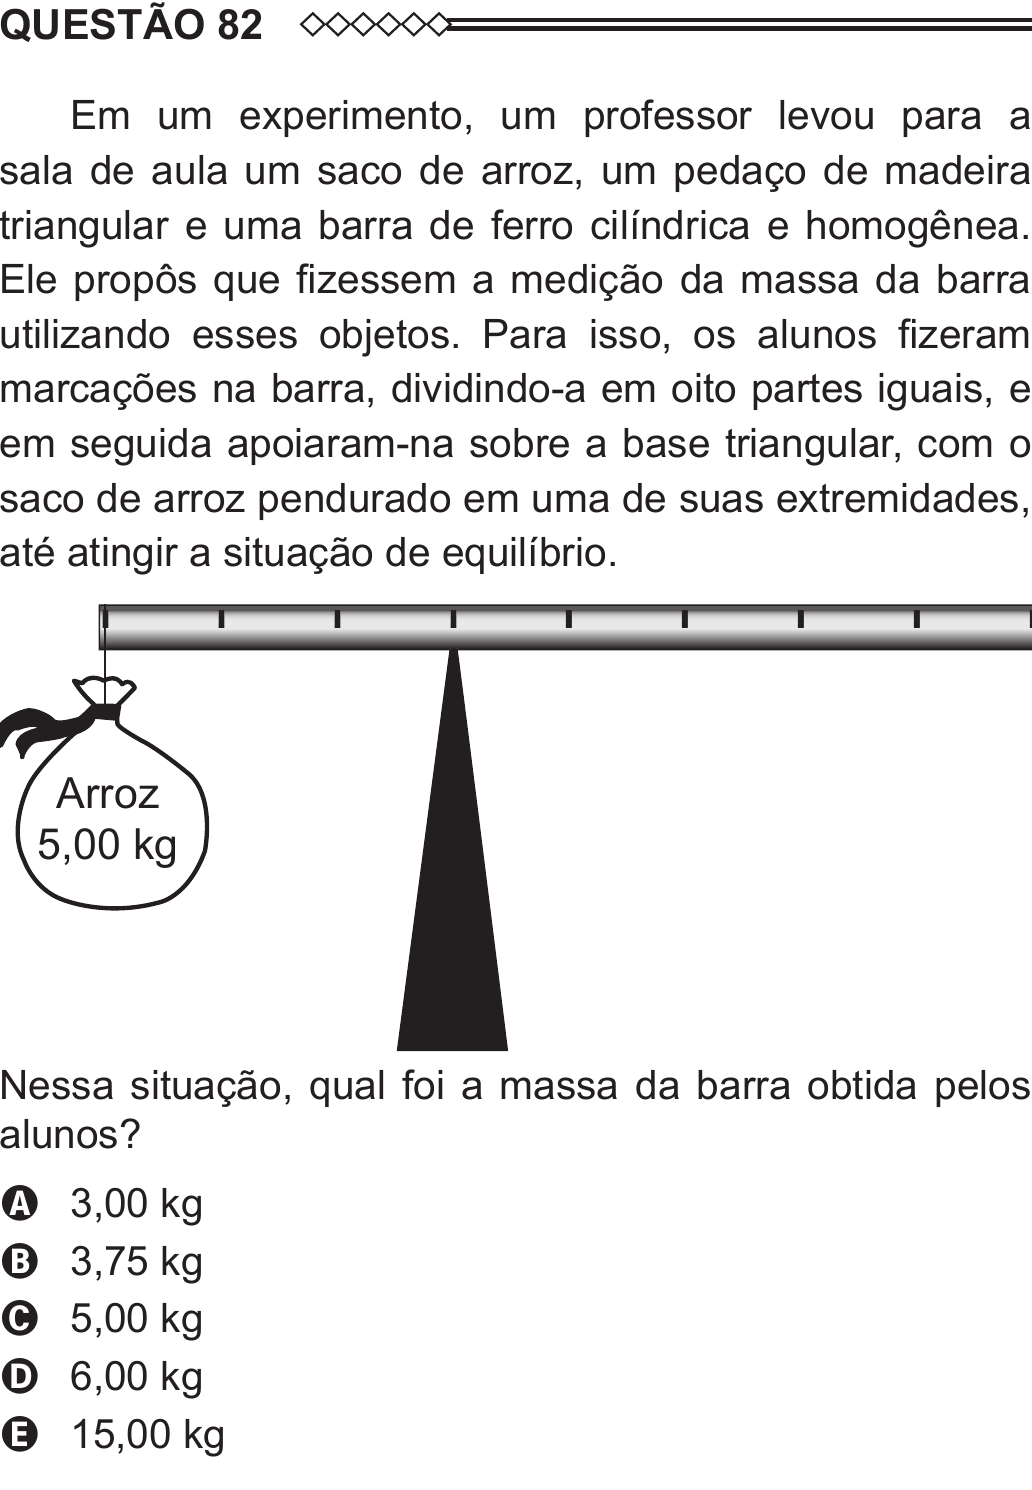 QUESTÃO 82
Em um experimento, um professor levou para a
sala de aula um saco de arroz, um pedaço de madeira
triangular e uma barra de ferro cilíndrica e homogênea.
Ele propôs que fizessem a medição da massa da barra
utilizando esses objetos. Para isso, os alunos fizeram
marcações na barra, dividindo-a em oito partes iguais, e
em seguida apoiaram-na sobre a base triangular, com o
saco de arroz pendurado em uma de suas extremidades,
até atingir a situação de equilíbrio.
Arroz
5,00 kg
Nessa situação, qual foi a massa da barra obtida pelos
alunos?
A 3,00 kg
B 3,75 kg
C 5,00 kg
D 6,00 kg
E 15,00 kg